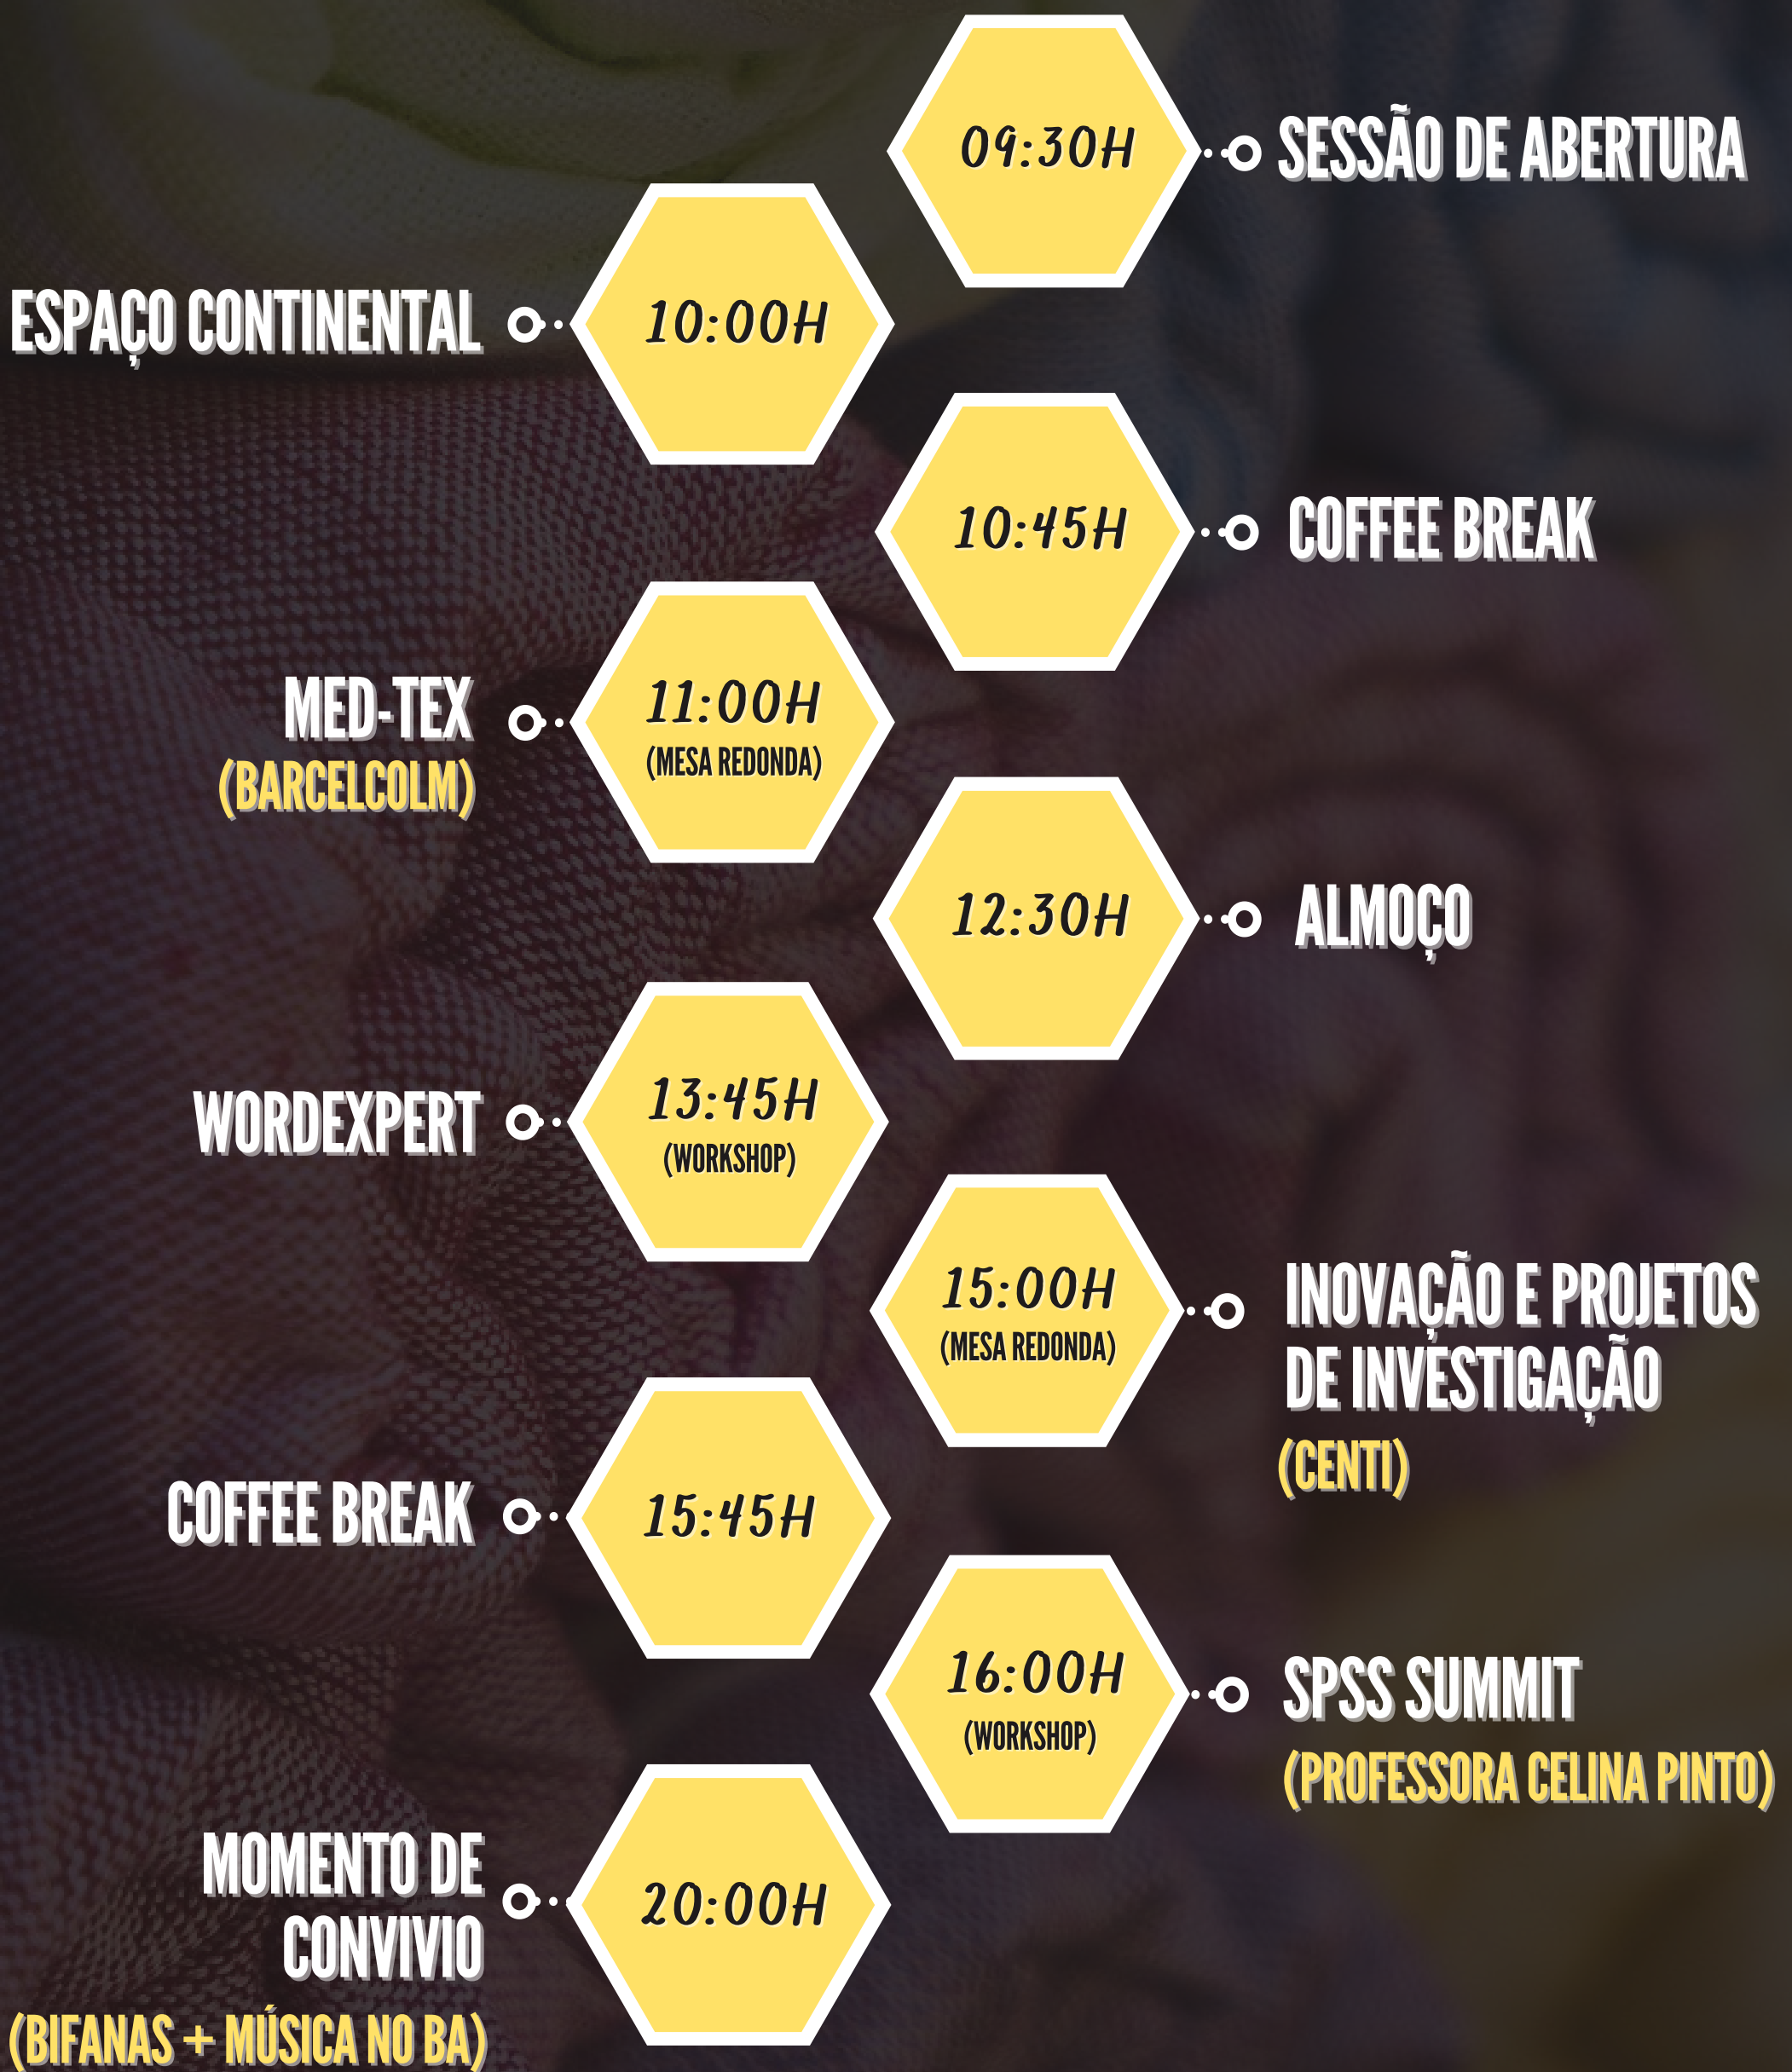 09:30H
SESSÃO DE ABERTURA
10:00H
ESPAÇO CONTINENTAL
10:45H
COFFEE BREAK
11:00H
(MESA REDONDA)
MED-TEX
(BARCELCOLM)
12:30H
ALMOÇO
13:45H
(WORKSHOP)
WORDEXPERT
15:00H
(MESA REDONDA)
INOVAÇÃO E PROJETOS
DE INVESTIGAÇÃO
(CENTI)
15:45H
COFFEE BREAK
16:00H
(WORKSHOP)
SPSS SUMMIT
(PROFESSORA CELINA PINTO)
20:00H
MOMENTO DE
CONVIVIO
(BIFANAS + MÚSICA NO BA)